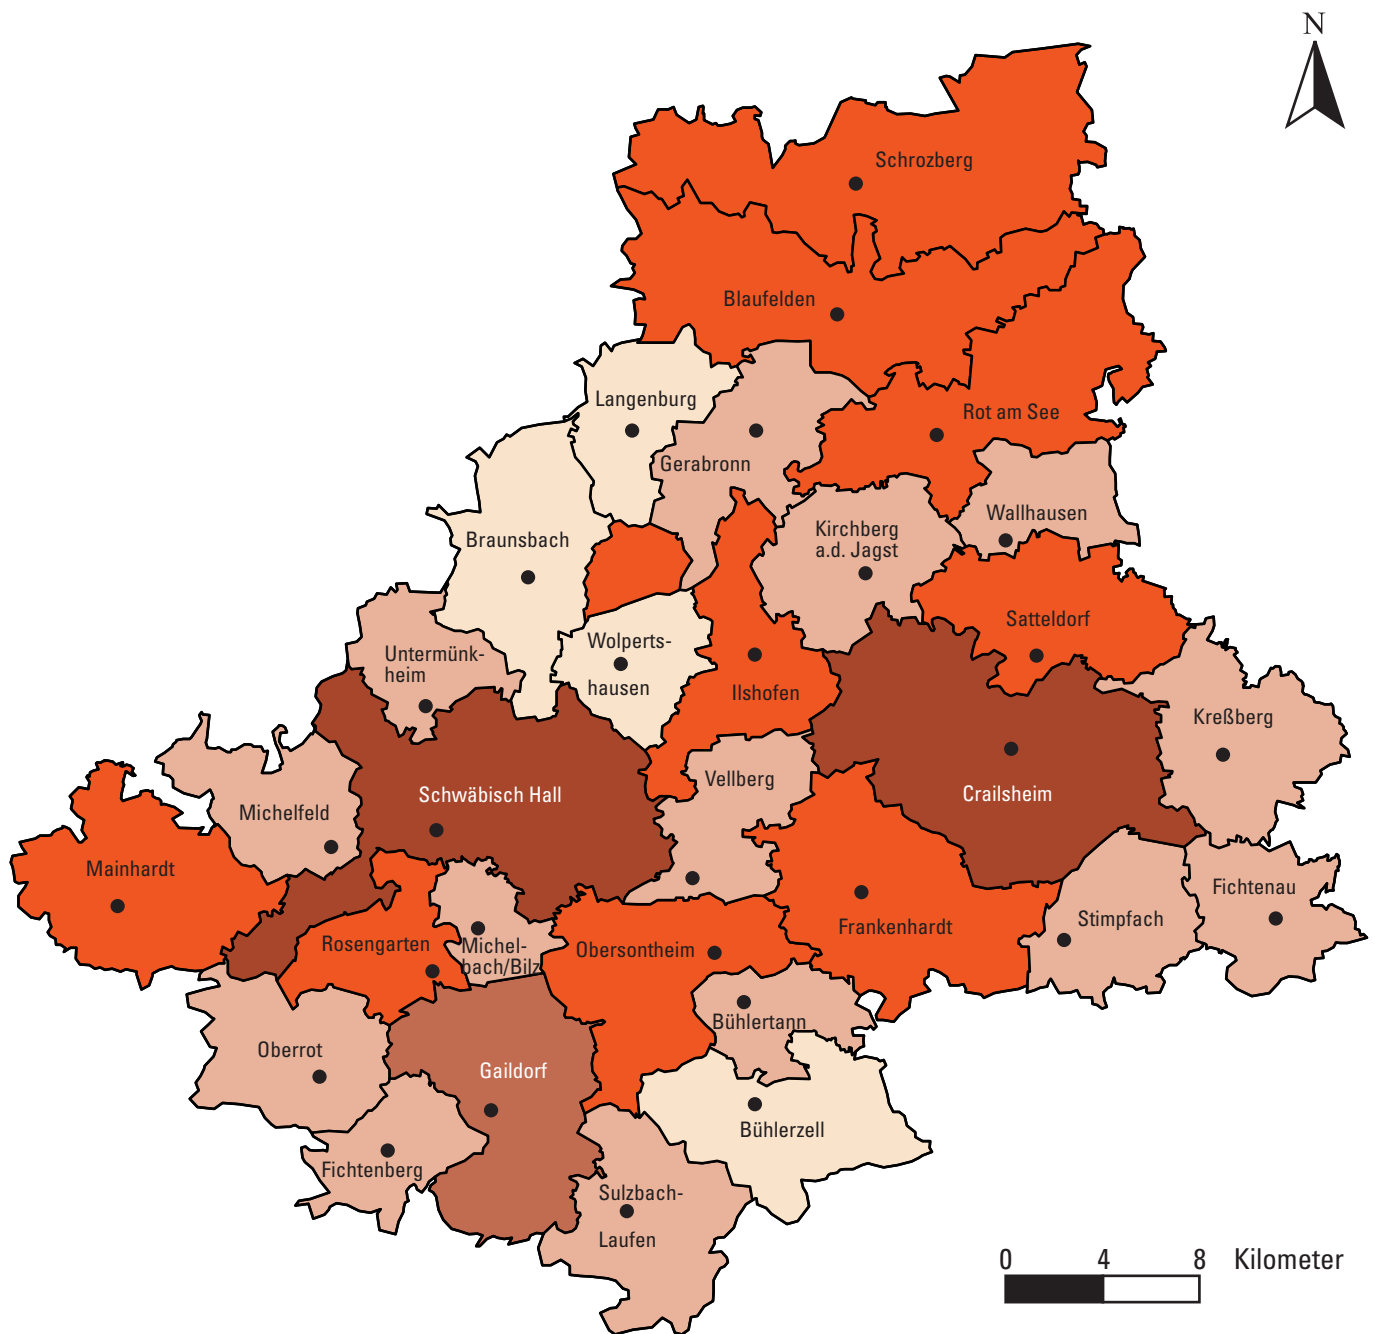 N
Schrozberg
Blaufelden
Langenburg
Rot am See
Gerabronn
Wallhausen
Kirchberg
a.d. Jagst
Braunsbach
Satteldorf
Wolperts-
hausen
Untermünk-
heim
Ilshofen
Kreßberg
Vellberg
Schwäbisch Hall
Crailsheim
Michelfeld
Mainhardt
Fichtenau
Stimpfach
Frankenhardt
Rosengarten
Michel-
bach/Bilz
Obersontheim
Bühlertann
Oberrot
Gaildorf
Bühlerzell
Fichtenberg
Sulzbach-
Laufen
0 4 8 Kilometer